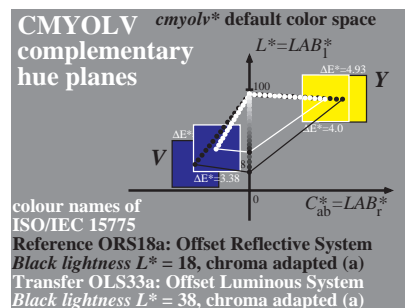 CMYOLV
complementary
hue planes
cmyolv* default color space
L*=LAB*l
ΔE*=4.93
Y
100
ΔE*
ΔE*=4.0
V
ΔE*=3.38
0
C*ab=LAB*r
colour names of
ISO/IEC 15775
Reference ORS18a: Offset Reflective System
Black lightness L* = 18, chroma adapted (a)
Transfer OLS33a: Offset Luminous System
Black lightness L* = 38, chroma adapted (a)